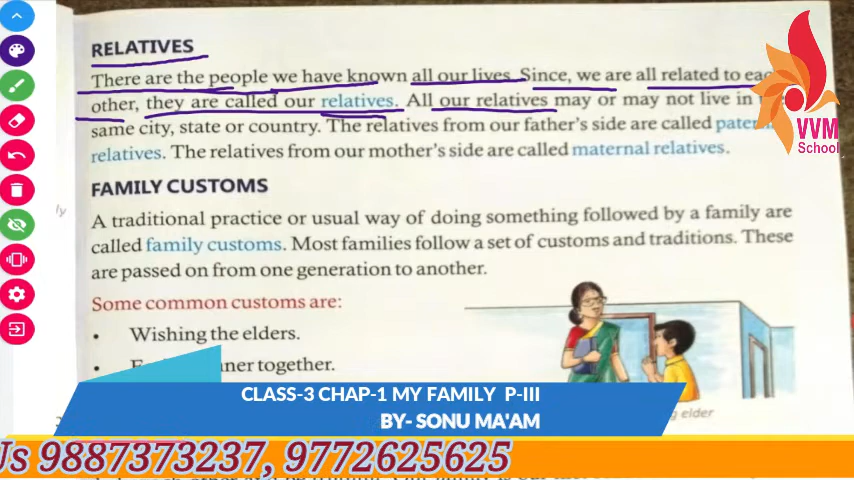 RELATIVES
There are the people we have known all our lives. Since, we are all related to each
other, they are called our relatives. All our relatives may or may not live in
same city, state or country. The relatives from our father's side are called
relatives. The relatives from our mother's side are called maternal relatives.
FAMILY CUSTOMS
A traditional practice or usual way of doing something followed by a family are
called family customs. Most families follow a set of customs and traditions. These
are passed on from one generation to another.
Some common customs are:
• Wishing the elders.
• together.
elder
VVM
School
CLASS-3 CHAP-1 MY FAMILY P-III
BY- SONU MA'AM
Us 9887373237, 9772625625